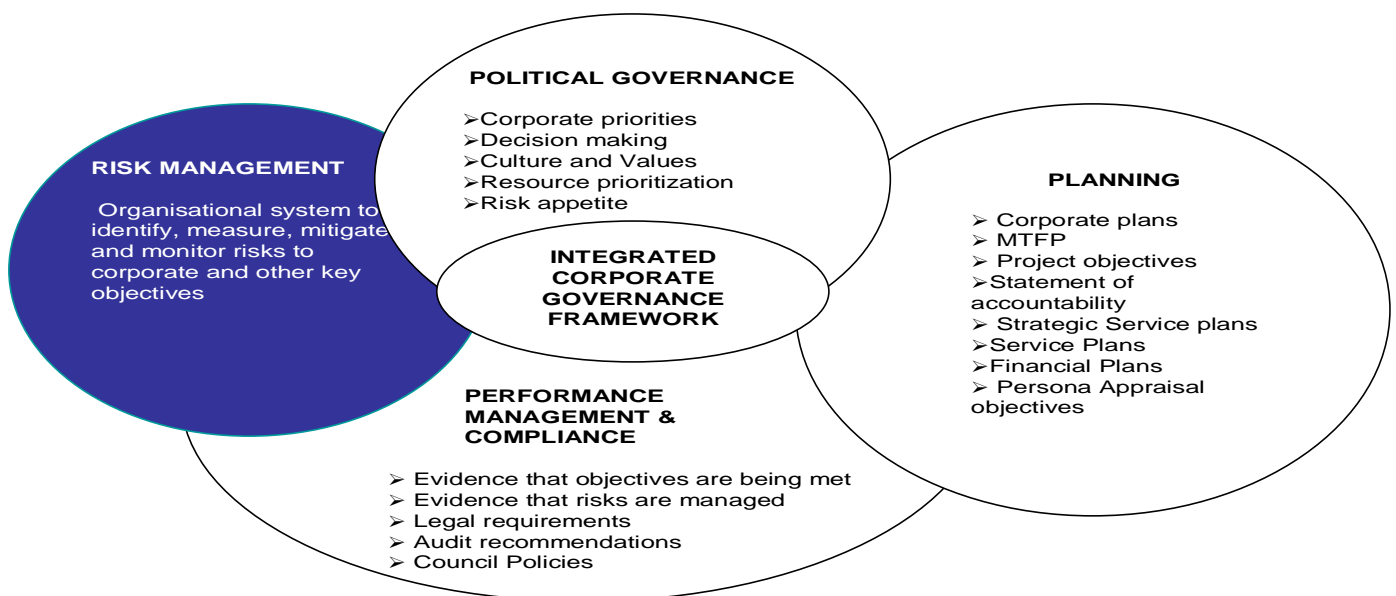 POLITICAL GOVERNANCE
➢Corporate priorities
➢Decision making
➢Culture and Values
➢Resource prioritization
➢Risk appetite
RISK MANAGEMENT
Organisational system to
identify, measure, mitigate
and monitor risks to
corporate and other key
objectives
INTEGRATED
CORPORATE
GOVERNANCE
FRAMEWORK
PLANNING
➢ Corporate plans
➢ MTFP
➢ Project objectives
➢Statement of
accountability
➢ Strategic Service plans
➢Service Plans
➢Financial Plans
➢ Persona Appraisal
objectives
PERFORMANCE
MANAGEMENT &
COMPLIANCE
➢ Evidence that objectives are being met
➢ Evidence that risks are managed
➢ Legal requirements
➢ Audit recommendations
➢ Council Policies